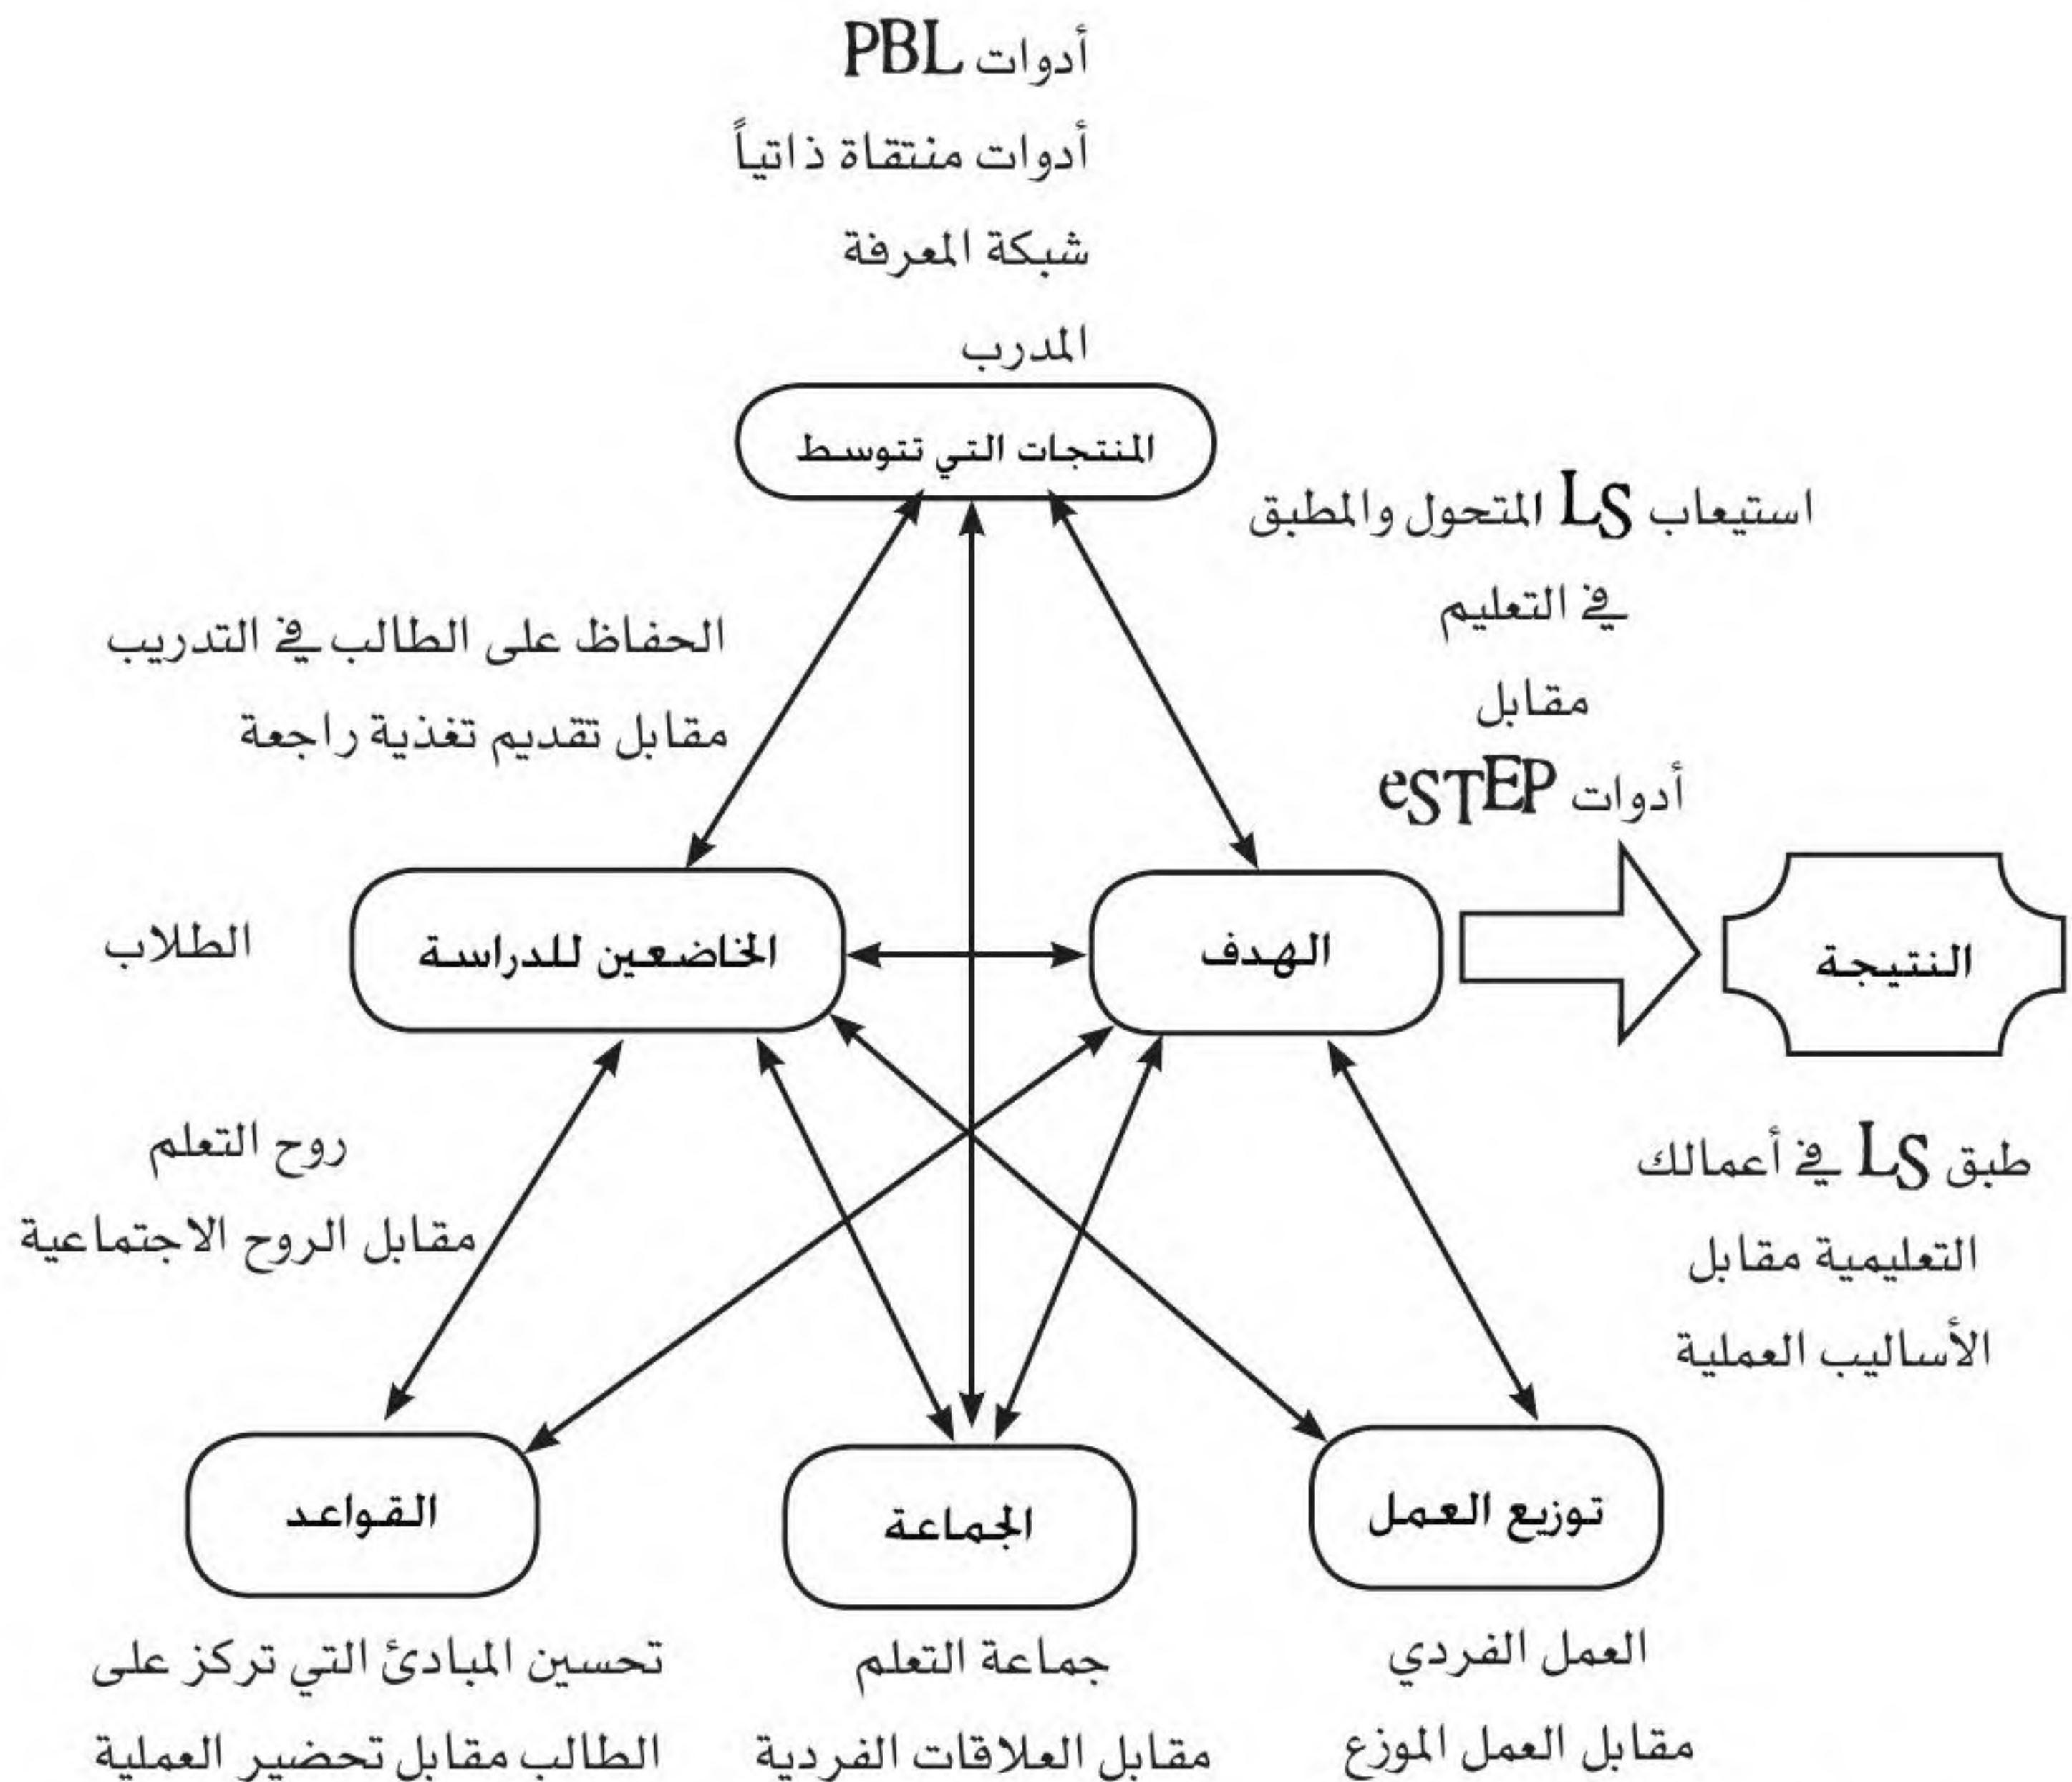 أدوات PBL
أدوات منتقاة ذاتياً
شبكة المعرفة
المدرب
المنتجات التي تتوسط
استيعاب LS المتحول والمطبق
في التعليم
مقابل
أدوات eSTEP
الحفاظ على الطالب في التدريب
مقابل تقديم تغذية راجعة
النتيجة
الهدف
الخاضعين للدراسة
الطلاب
طبق LS في أعمالك
التعليمية مقابل
الأساليب العملية
روح التعلم
مقابل الروح الاجتماعية
توزيع العمل
الجماعة
القواعد
العمل الفردي
مقابل العمل الموزع
جماعة التعلم
مقابل العلاقات الفردية
تحسين المبادئ التي تركز على
الطالب مقابل تحضير العملية